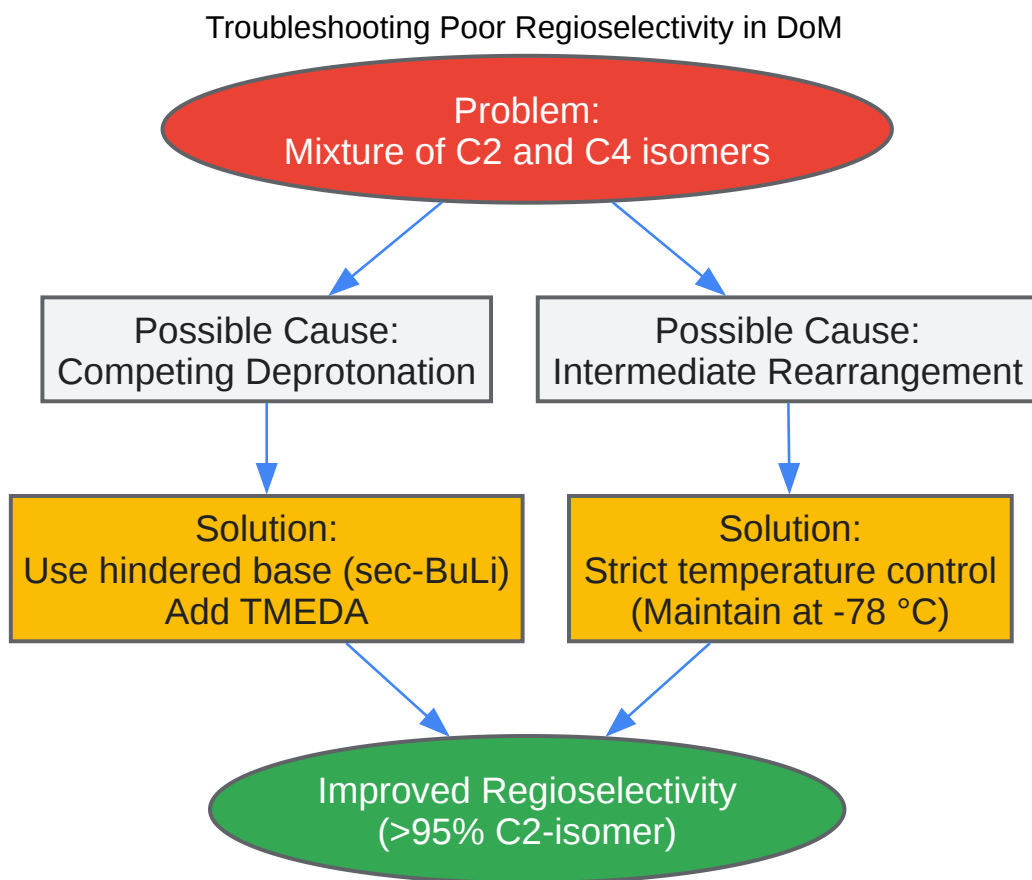 Troubleshooting Poor Regioselectivity in DoM
Problem:
Mixture of C2 and C4 isomers
Possible Cause:
Competing Deprotonation
Possible Cause:
Intermediate Rearrangement
Solution:
Use hindered base (sec-BuLi)
Add TMEDA
Solution:
Strict temperature control
(Maintain at -78 °C)
Improved Regioselectivity
(>95% C2-isomer)